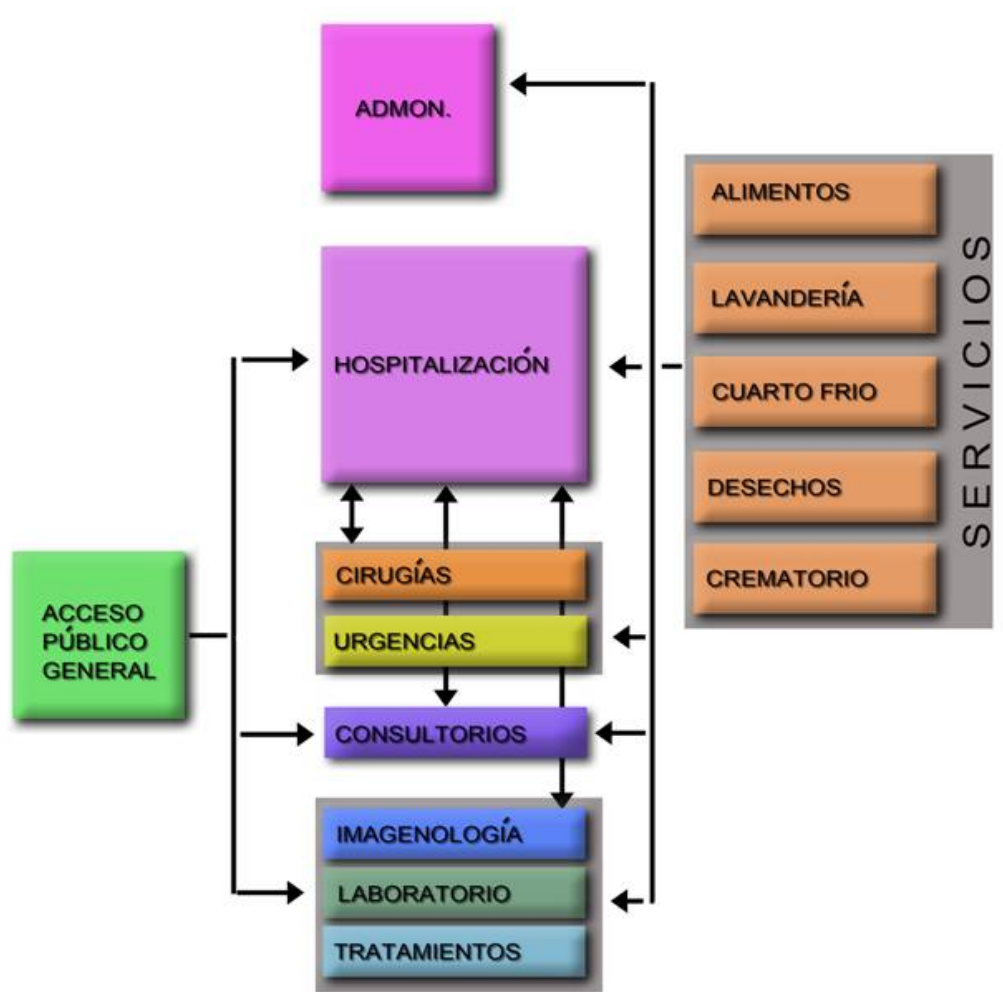 ADMON.
HOSPITALIZACIÓN
ACCESO
PÚBLICO
GENERAL
CIRUGÍAS
URGENCIAS
CONSULTORIOS
IMAGENOLOGÍA
LABORATORIO
TRATAMIENTOS
ALIMENTOS
LAVANDERÍA
CUARTO FRIO
DESECHOS
CREMATORIO
SERVICIOS